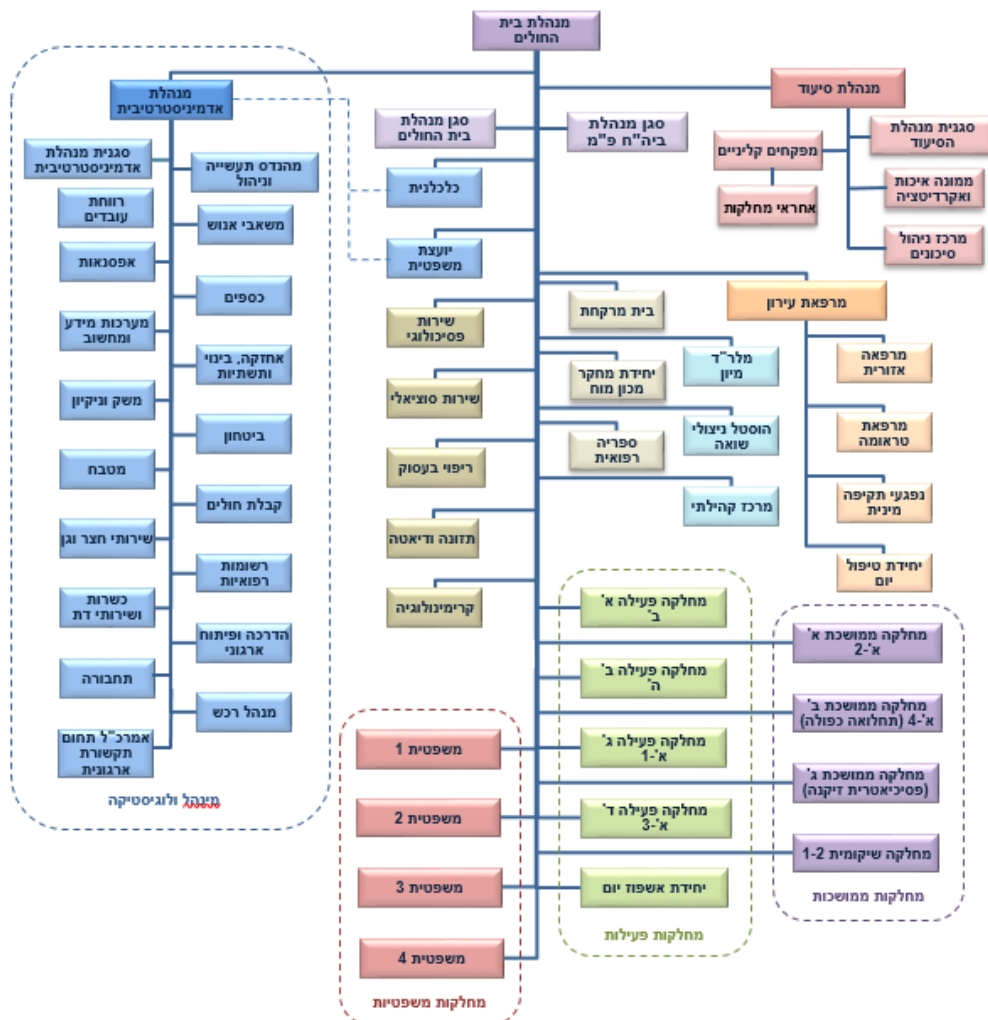 מנהלת בית
החולים
מנהלת סיעוד
סגנית מנהלת
הסיעוד
מפקחים קליניים
ממונה איכות
ואקרדיטציה
אחראי מחלקות
מרכז ניהול
סיכונים
סגן מנהלת
ביה"ח פ"מ
סגן מנהלת
בית החולים
כלכלנית
יועצת
משפטית
מנהלת
אדמיניסטרטיבית
מהנדס תעשייה
וניהול
סגנית מנהלת
אדמיניסטרטיבית
משאבי אנוש
רווחת
עובדים
כספים
אפסנאות
אחזקה, בינוי
ותשתיות
מערכות מידע
ומחשוב
ביטחון
משק וניקיון
קבלת חולים
מטבח
רשומות
רפואיות
שירותי חצר וגן
הדרכה ופיתוח
ארגוני
כשרות
ושירותי דת
מנהל רכש
תחבורה
אמרכ"ל תחום
תקשורת
ארגונית
מינהל ולוגיסטיקה
מרפאת עירון
מרפאה
אזורית
מרפאת
טראומה
נפגעי תקיפה
מינית
יחידת טיפול
יום
מלר"ד
מיון
הוסטל ניצולי
שואה
מרכז קהילתי
בית מרקחת
יחידת מחקר
מכון מוח
ספריה
רפואית
שירות
פסיכולוגי
שירות סוציאלי
ריפוי בעסוק
תזונה ודיאטה
קרימינולוגיה
מחלקה ממושכת א'
א'-2
מחלקה ממושכת ב'
א'-4 (תחלואה כפולה)
מחלקה ממושכת ג'
(פסיכיאטרית זיקנה)
מחלקה שיקומית 1-2
מחלקות ממושכות
מחלקה פעילה א'
ב'
מחלקה פעילה ב'
ה'
מחלקה פעילה ג'
א'-1
מחלקה פעילה ד'
א'-3
יחידת אשפוז יום
מחלקות פעילות
משפטית 1
משפטית 2
משפטית 3
משפטית 4
מחלקות משפטיות